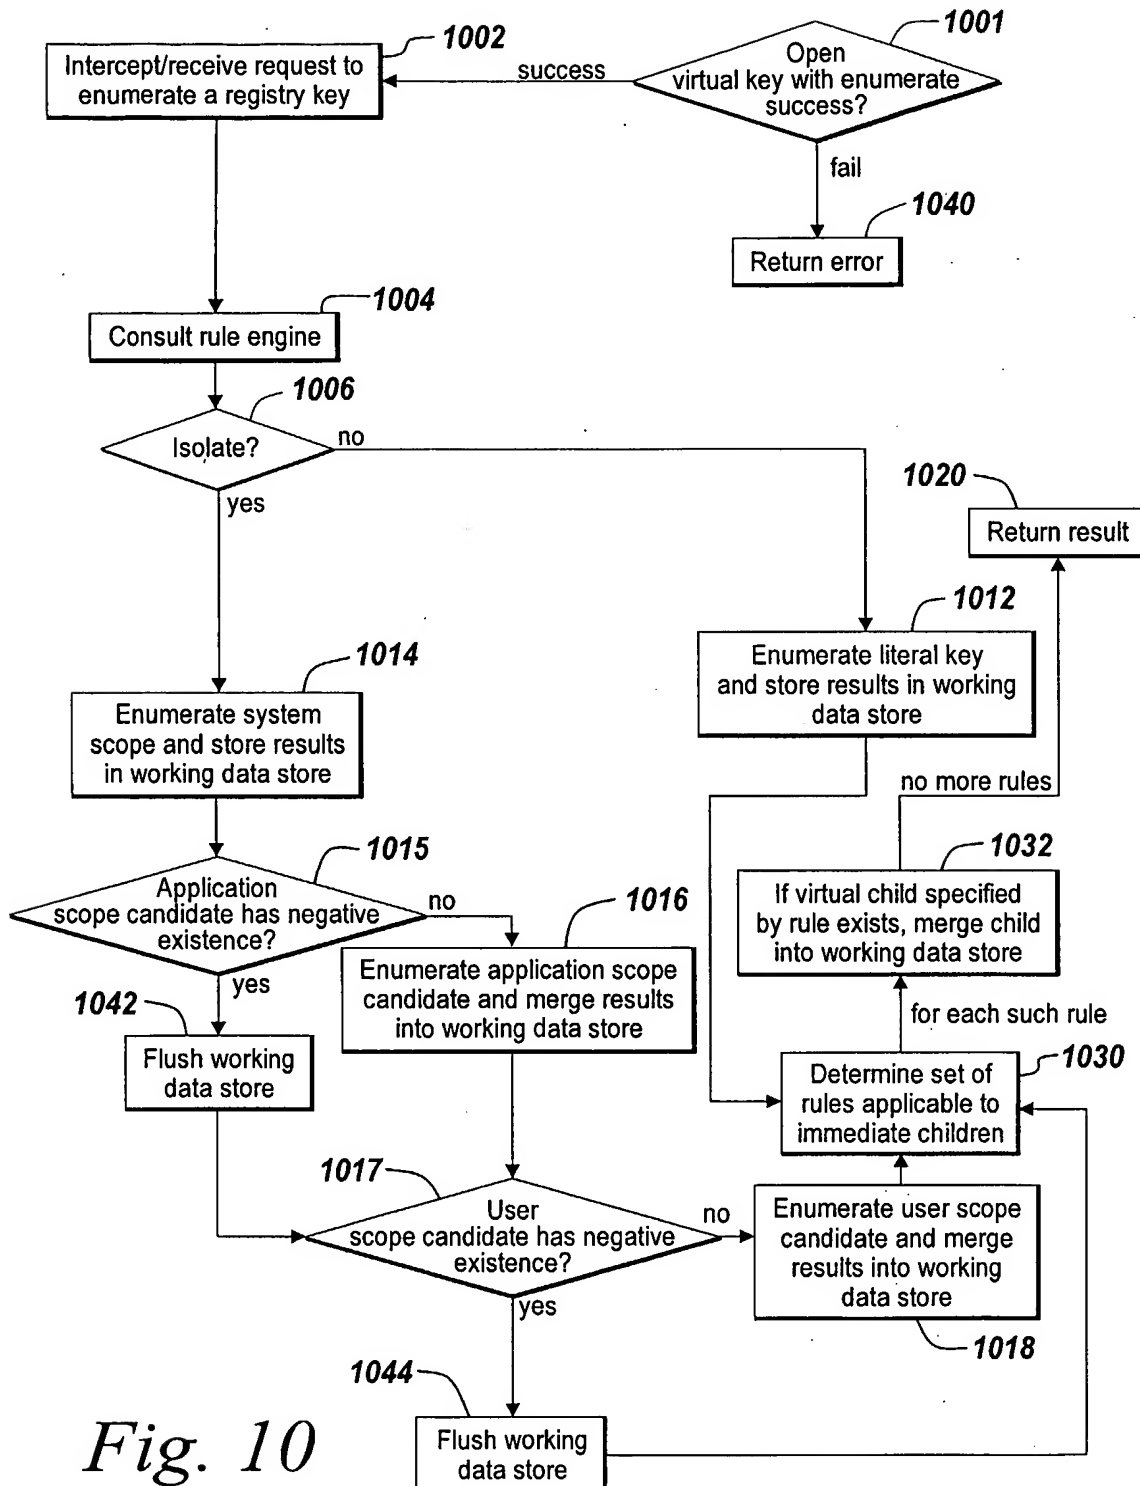 1002
Intercept/receive request to
enumerate a registry key
success
1001
Open
virtual key with enumerate
success?
fail
1040
Return error
1004
Consult rule engine
1006
Isolate?
no
yes
1020
Return result
1012
Enumerate literal key
and store results in working
data store
1014
Enumerate system
scope and store results
in working data store
no more rules
1015
Application
scope candidate has negative
existence?
no
yes
1016
Enumerate application scope
candidate and merge results
into working data store
1032
If virtual child specified
by rule exists, merge child
into working data store
for each such rule
1042
Flush working
data store
1030
Determine set of
rules applicable to
immediate children
1017
User
scope candidate has negative
existence?
no
yes
Enumerate user scope
candidate and merge
results into working
data store
1018
1044
Flush working
data store
Fig. 10